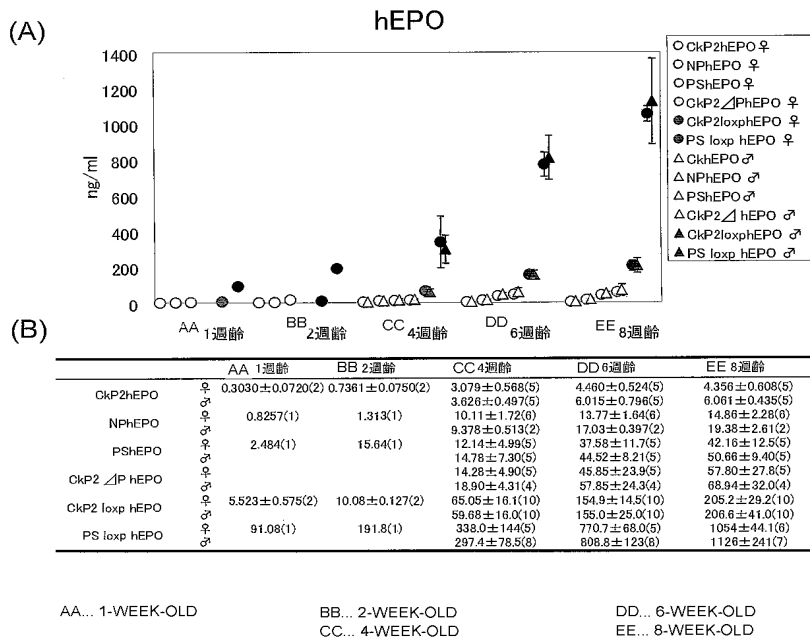 hEPO
(A)
1400
1200
1000
800
600
400
200
0
ng/ml
○ CkP2hEPO ♀
○ NPhEPO ♀
○ PShEPO ♀
○ CkP2⊿PhEPO ♀
● CkP2loxphEPO ♀
● PS loxp hEPO ♀
△ CkhEPO ♂
△ NPhEPO ♂
△ PShEPO ♂
△ CkP2⊿ hEPO ♂
▲ CkP2loxphEPO ♂
▲ PS loxp hEPO ♂
AA 1週齢 BB 2週齢 CC 4週齢 DD 6週齢 EE 8週齢
(B)
AA 1週齢 BB 2週齢 CC 4週齢 DD 6週齢 EE 8週齢
CkP2hEPO ♀ 0.3030±0.0720(2) 0.7361±0.0750(2) 3.079±0.568(5) 4.460±0.524(5) 4.356±0.608(5)
♂ 3.626±0.497(5) 6.015±0.796(5) 6.061±0.435(5)
NPhEPO ♀ 0.8257(1) 1.313(1) 10.11±1.72(6) 13.77±1.64(6) 14.86±2.28(6)
♂ 9.378±0.513(2) 17.03±0.397(2) 19.38±2.61(2)
PShEPO ♀ 2.484(1) 15.64(1) 12.14±4.99(5) 37.58±11.7(5) 42.16±12.5(5)
♂ 14.78±7.30(5) 44.52±8.21(5) 50.66±9.40(5)
CkP2 ⊿P hEPO ♀ 14.28±4.90(5) 45.85±23.9(5) 57.80±27.8(5)
♂ 18.90±4.31(4) 57.85±24.3(4) 68.94±32.0(4)
CkP2 loxp hEPO ♀ 5.523±0.575(2) 10.08±0.127(2) 65.05±16.1(10) 154.9±14.5(10) 205.2±29.2(10)
♂ 59.68±16.0(10) 155.0±25.0(10) 206.6±41.0(10)
PS loxp hEPO ♀ 91.08(1) 191.8(1) 338.0±144(5) 770.7±68.0(5) 1054±44.1(6)
♂ 297.4±78.5(8) 808.8±123(8) 1126±241(7)
AA... 1-WEEK-OLD BB... 2-WEEK-OLD DD... 6-WEEK-OLD
CC... 4-WEEK-OLD EE... 8-WEEK-OLD